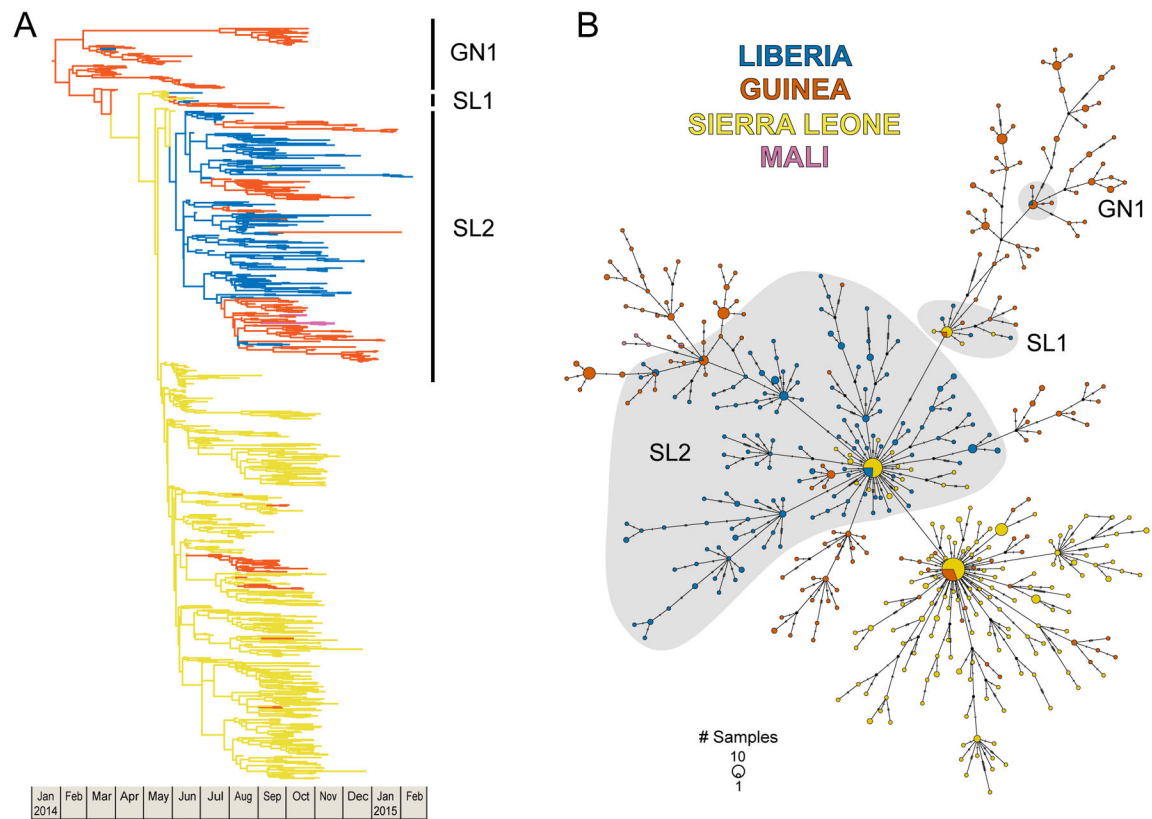 A
GN1
SL1
SL2
Jan Feb Mar Apr May Jun Jul Aug Sep Oct Nov Dec Jan Feb
2014 2015
B
LIBERIA
GUINEA
SIERRA LEONE
MALI
GN1
SL1
SL2
# Samples
10
1